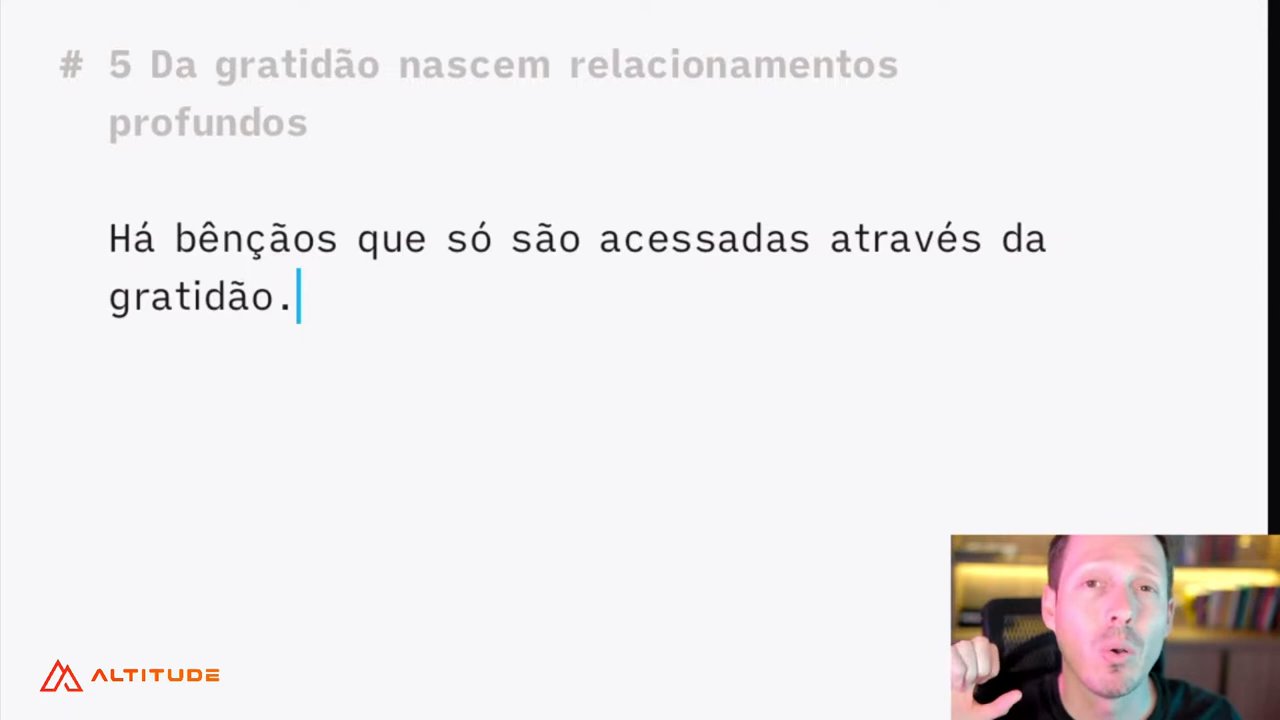 # 5 Da gratidão nascem relacionamentos
profundos
Há bênçãos que só são acessadas através da
gratidão.
ALTITUDE